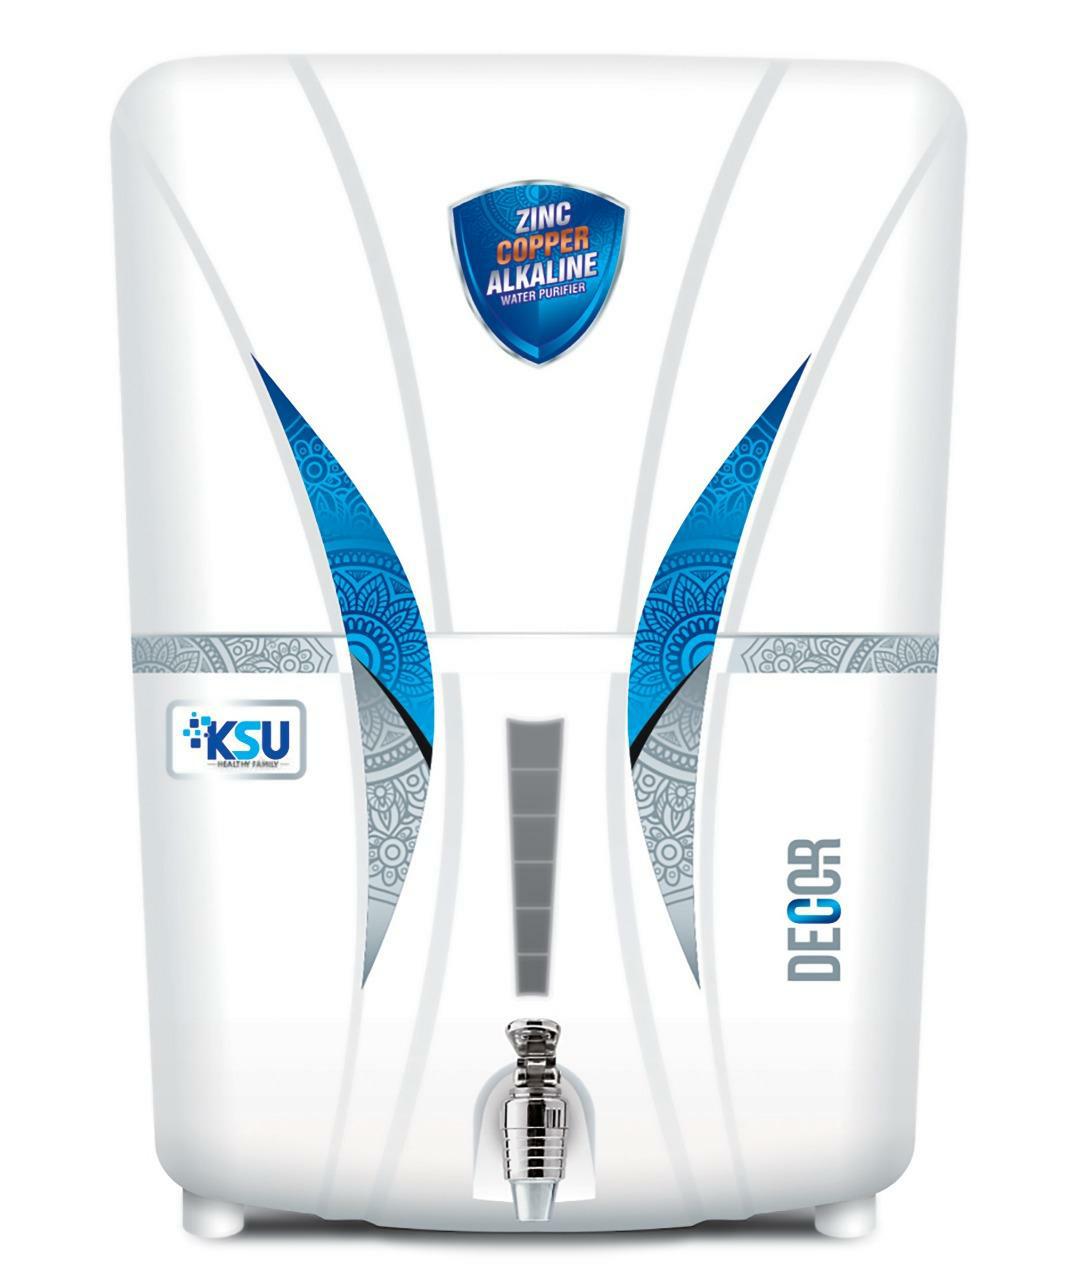 ZINC
COPPER
ALKALINE
WATER PURIFIER
KSU
HEALTHY FAMILY
DECOR